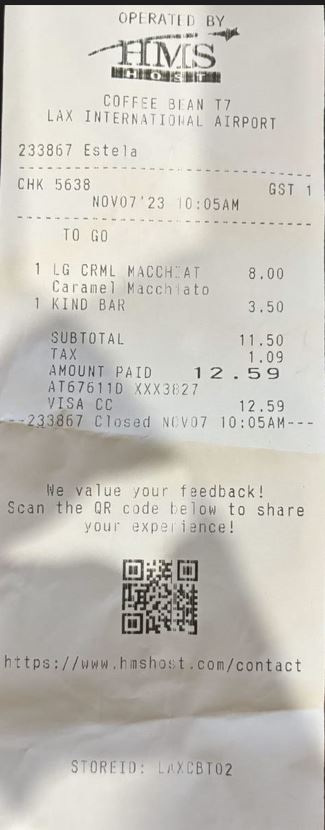 OPERATED BY
HMS
HOST
COFFEE BEAN T7
LAX INTERNATIONAL AIRPORT
233867 Estela
CHK 5638 GST 1
NOV07'23 10:05AM
TO GO
1 LG CRML MACCHIAT 8.00
Caramel Macchiato
1 KIND BAR 3.50
SUBTOTAL 11.50
TAX 1.09
AMOUNT PAID 12.59
AT67611D XXX3827
VISA CC 12.59
---233867 Closed NOV07 10:05AM---
We value your feedback!
Scan the QR code below to share
your experience!
https://www.hmshost.com/contact
STOREID: LAXCBT02